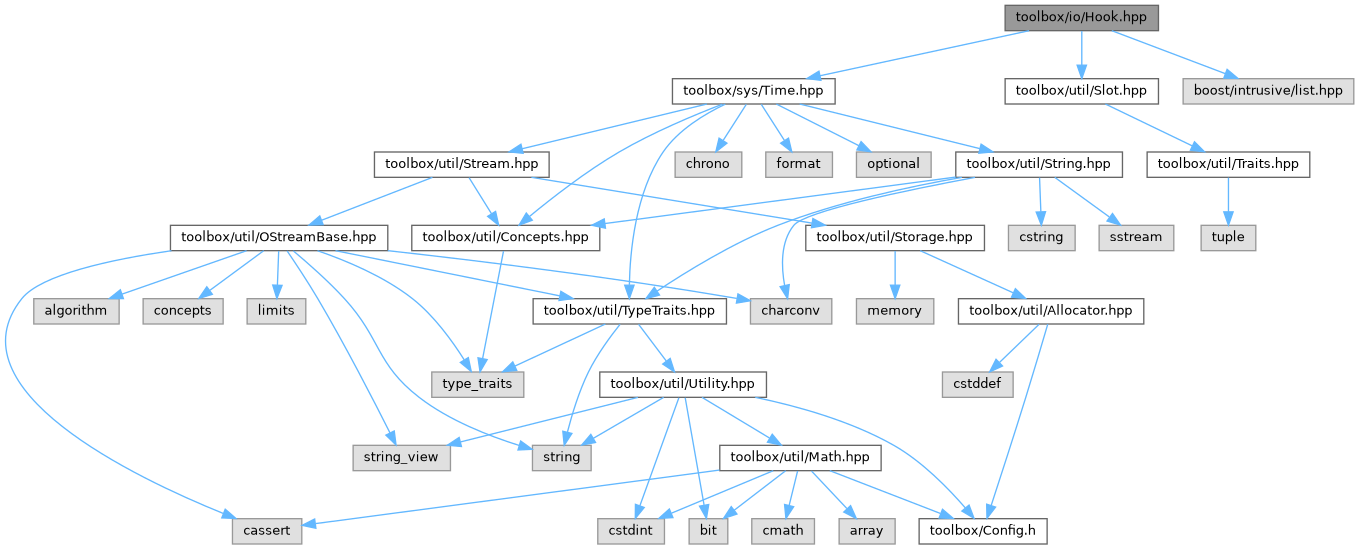 toolbox/io/Hook.hpp
toolbox/sys/Time.hpp
toolbox/util/Slot.hpp
boost/intrusive/list.hpp
toolbox/util/Stream.hpp
chrono
format
optional
toolbox/util/String.hpp
toolbox/util/Traits.hpp
toolbox/util/OStreamBase.hpp
toolbox/util/Concepts.hpp
toolbox/util/Storage.hpp
cstring
sstream
tuple
algorithm
concepts
limits
toolbox/util/TypeTraits.hpp
charconv
memory
toolbox/util/Allocator.hpp
type_traits
toolbox/util/Utility.hpp
cstddef
string_view
string
toolbox/util/Math.hpp
cassert
cstdint
bit
cmath
array
toolbox/Config.h